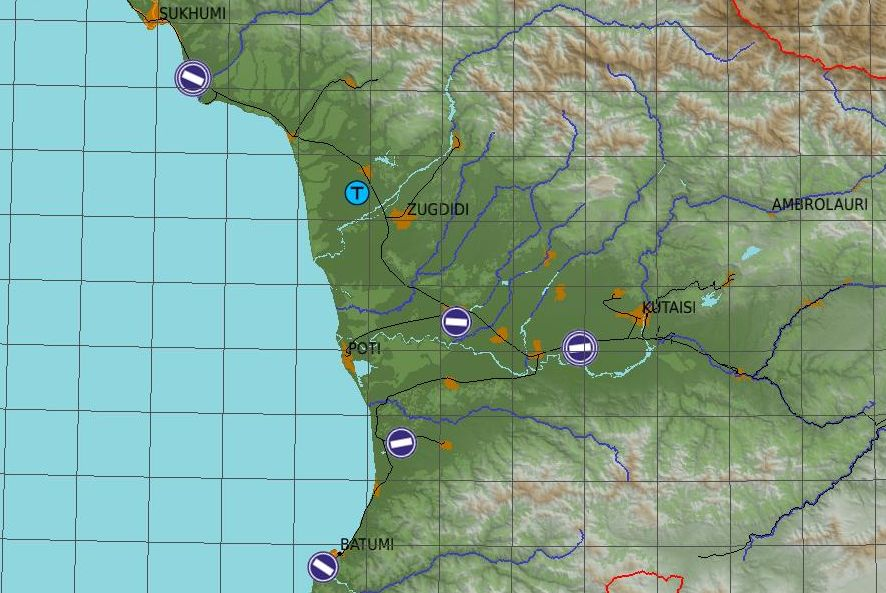 SUKHUMI
T
AMBROLAURI
ZUGDIDI
KUTAISI
POTI
BATUMI